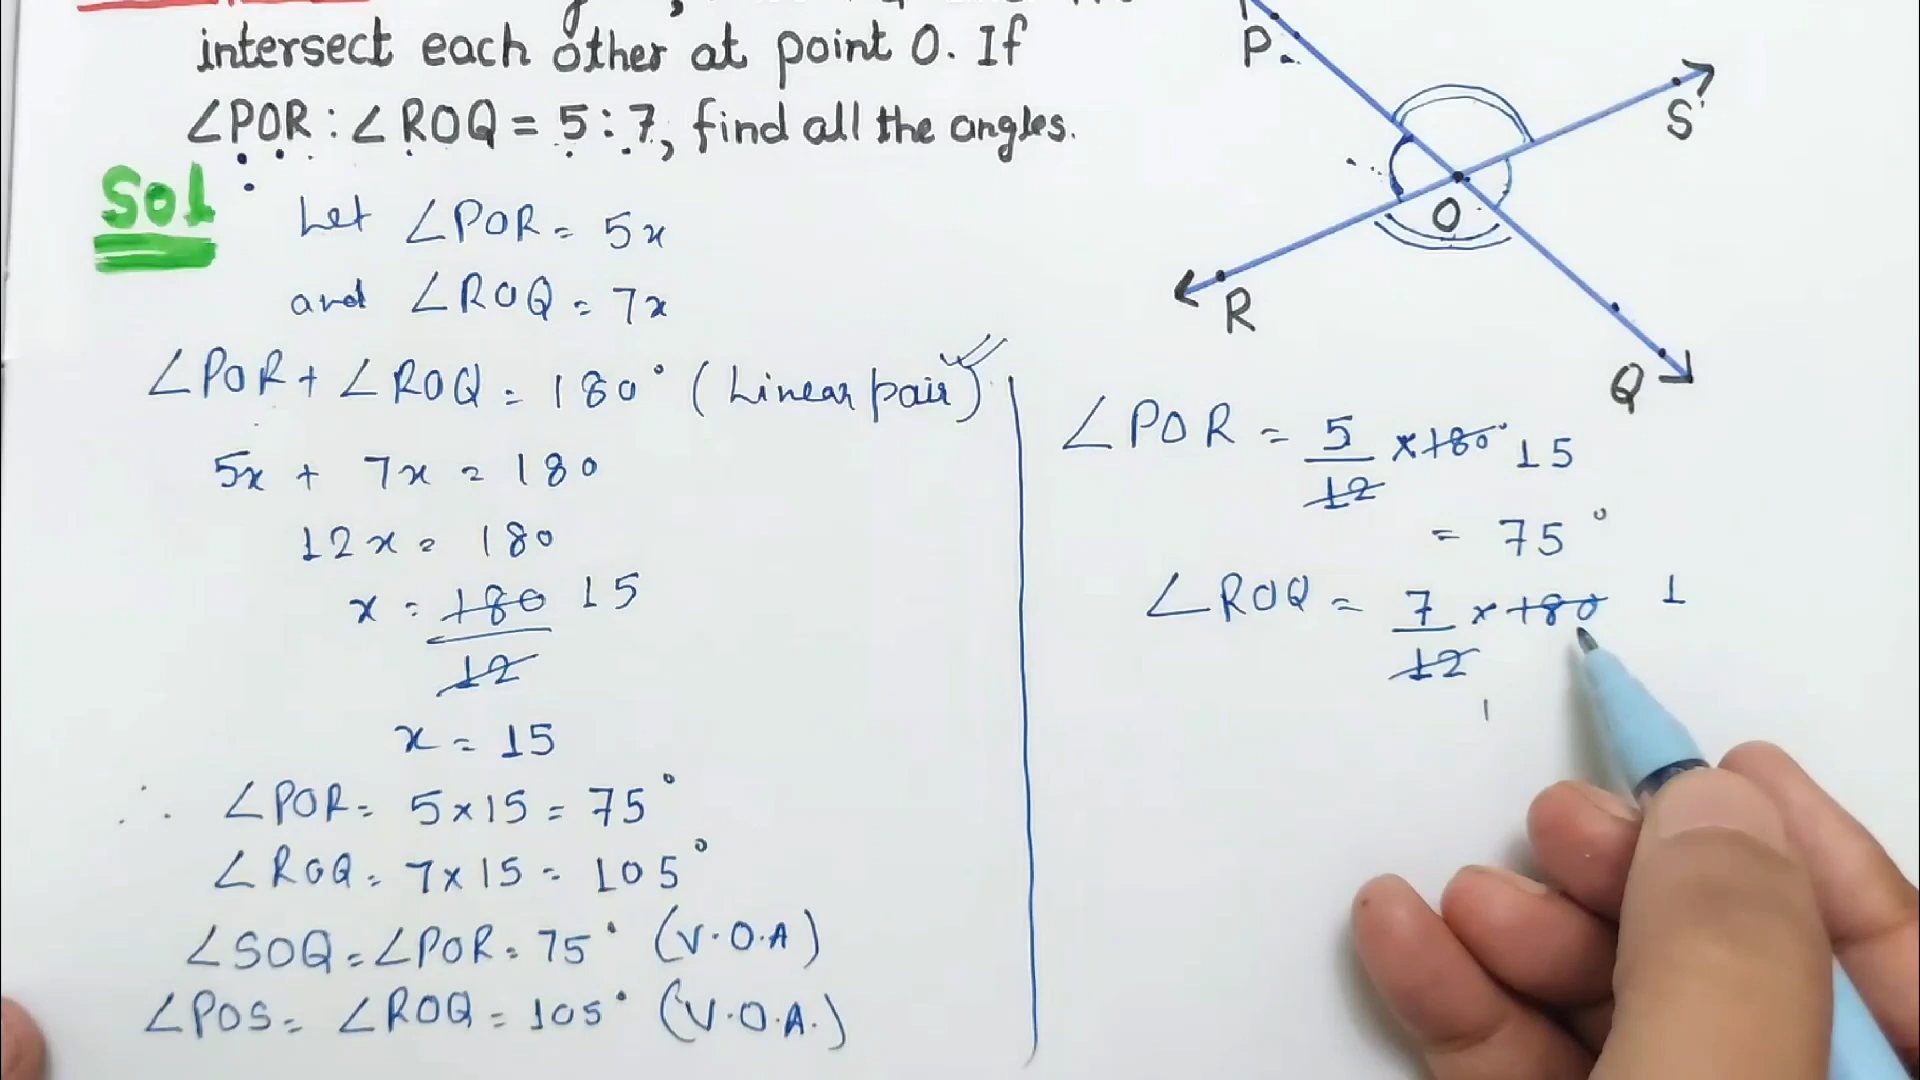 intersect each other at point O. If
∠POR : ∠ROQ = 5 : 7, find all the angles.
Sol
Let ∠POR = 5x
and ∠ROQ = 7x
∠POR + ∠ROQ = 180° (Linear pair)
5x + 7x = 180
12x = 180
x = 180 15
12
x = 15
∴ ∠POR = 5×15 = 75°
∠ROQ = 7×15 = 105°
∠SOQ = ∠POR = 75° (V.O.A)
∠POS = ∠ROQ = 105° (V.O.A.)
P
S
O
R
Q
∠POR = 5 ×180° 15
12
= 75°
∠ROQ = 7 ×180 1
12
1